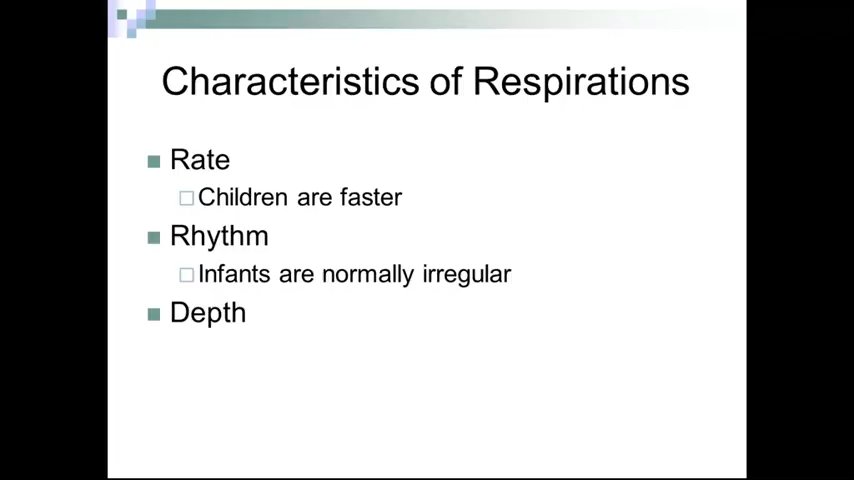 Characteristics of Respirations
Rate
Children are faster
Rhythm
Infants are normally irregular
Depth